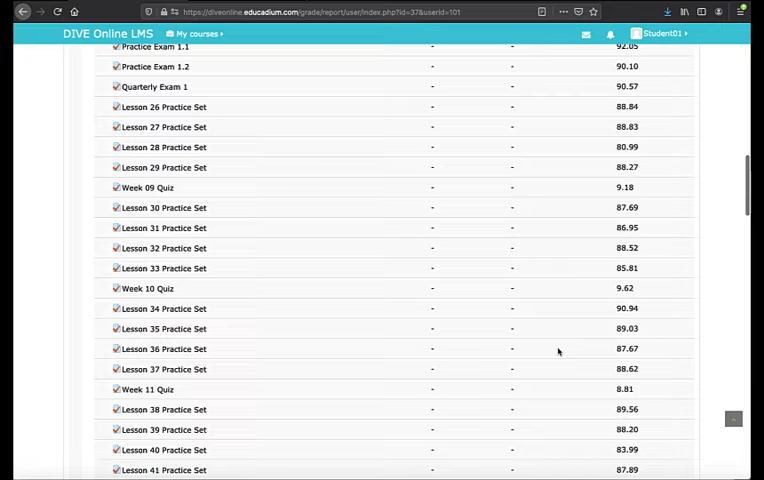 https://diveonline.educadium.com/grade/report/user/index.php?id=37&userid=101
DIVE Online LMS My courses Student01
Practice Exam 1.1 - - 92.05
Practice Exam 1.2 - - 90.10
Quarterly Exam 1 - - 90.57
Lesson 26 Practice Set - - 88.84
Lesson 27 Practice Set - - 88.83
Lesson 28 Practice Set - - 80.99
Lesson 29 Practice Set - - 88.27
Week 09 Quiz - - 9.18
Lesson 30 Practice Set - - 87.69
Lesson 31 Practice Set - - 86.95
Lesson 32 Practice Set - - 88.52
Lesson 33 Practice Set - - 85.81
Week 10 Quiz - - 9.62
Lesson 34 Practice Set - - 90.94
Lesson 35 Practice Set - - 89.03
Lesson 36 Practice Set - - 87.67
Lesson 37 Practice Set - - 88.62
Week 11 Quiz - - 8.81
Lesson 38 Practice Set - - 89.56
Lesson 39 Practice Set - - 88.20
Lesson 40 Practice Set - - 83.99
Lesson 41 Practice Set - - 87.89